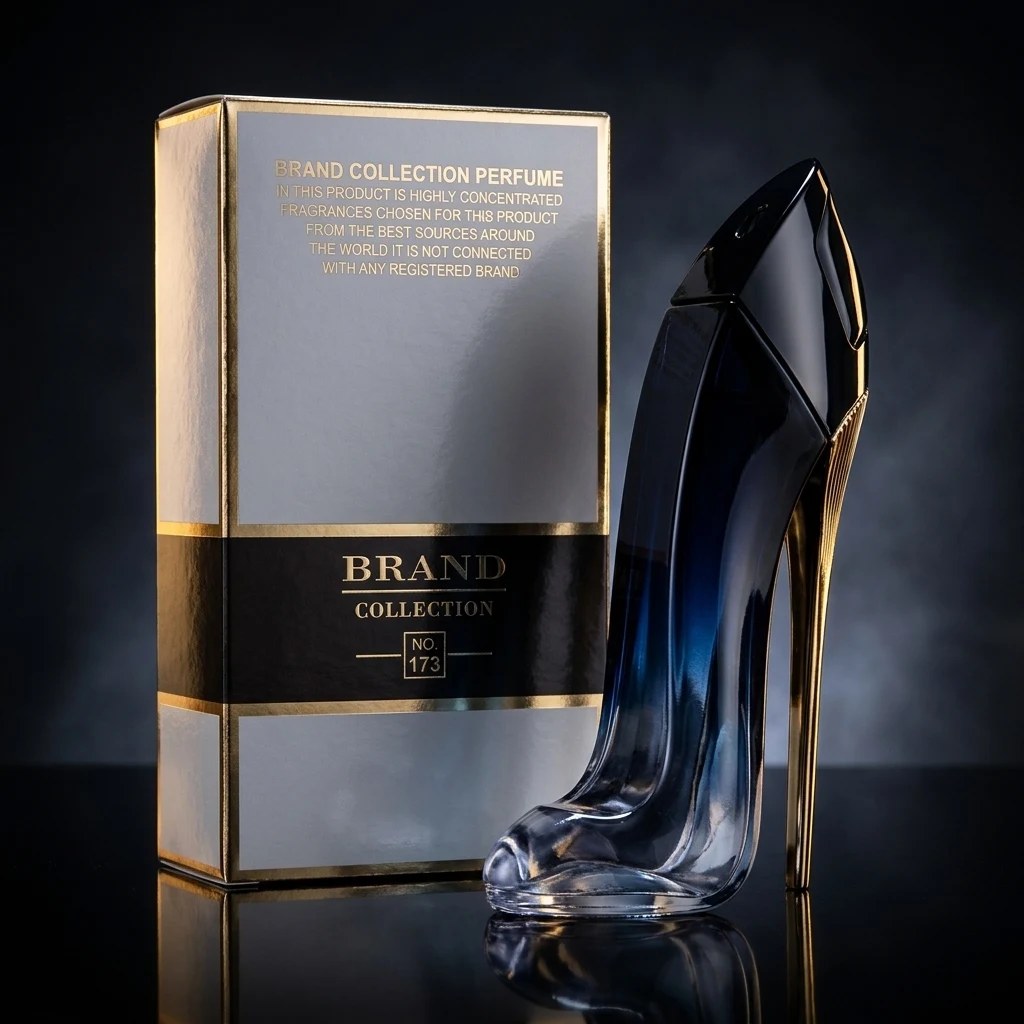 BRAND COLLECTION PERFUME
IN THIS PRODUCT IS HIGHLY CONCENTRATED
FRAGRANCES CHOSEN FOR THIS PRODUCT
FROM THE BEST SOURCES AROUND
THE WORLD IT IS NOT CONNECTED
WITH ANY REGISTERED BRAND
BRAND
COLLECTION
NO.
173